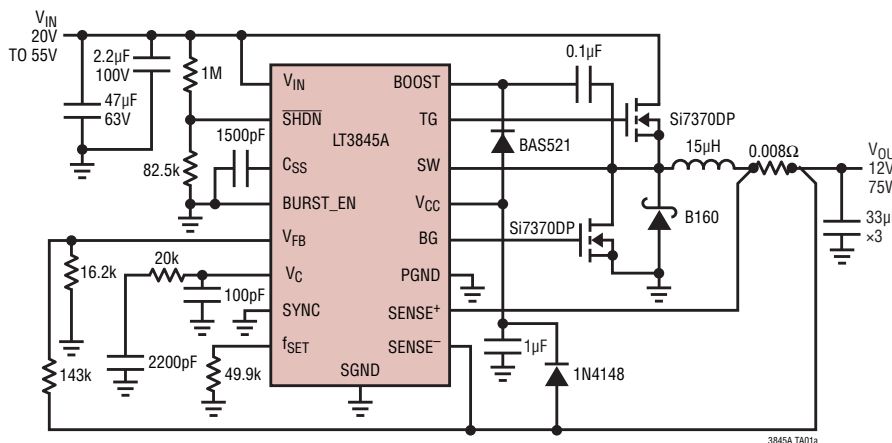 VIN
20V
TO 55V
2.2µF
100V
47µF
63V
1M
82.5k
1500pF
VIN
SHDN
CSS
BURST_EN
VFB
VC
SYNC
fSET
LT3845A
SGND
BOOST
TG
SW
VCC
BG
PGND
SENSE+
SENSE–
0.1µF
BAS521
Si7370DP
Si7370DP
15µH
0.008Ω
B160
VOU
12V
75W
33µ
×3
16.2k
20k
100pF
143k
2200pF
49.9k
1µF
1N4148
3845A TA01a